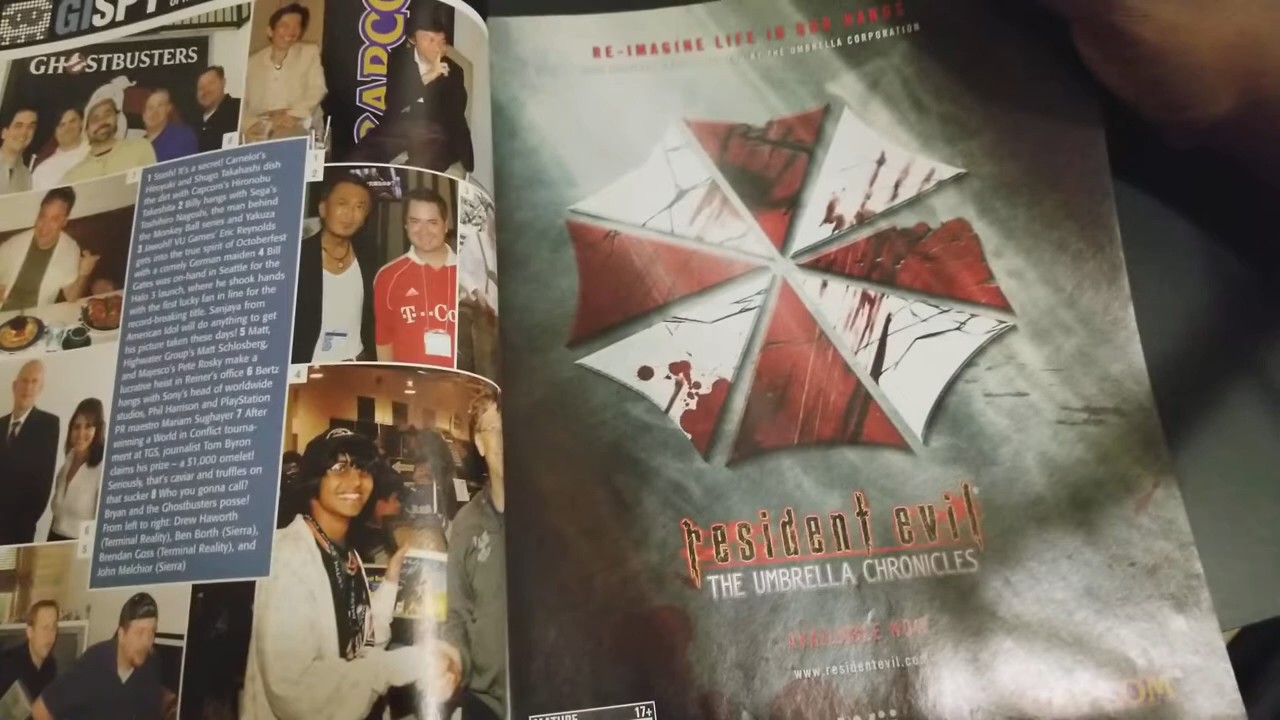 GISPY
GHOSTBUSTERS
CAPCO
1 Sssh! It's a secret! Camelot's
Hiroyuki and Shugo Takahashi dish
the dirt with Capcom's Hironobu
Takeshita 2 Billy hangs with Sega's
Toshihiro Nagoshi, the man behind
the Monkey Ball series and Yakuza
3 Jawohl! VU Games' Eric Reynolds
gets into the true spirit of Octoberfest
with a comely German maiden 4 Bill
Gates was on-hand in Seattle for the
Halo 3 launch, where he shook hands
with the first lucky fan in line for the
record-breaking title. Sanjaya from
American Idol will do anything to get
his picture taken these days! 5 Matt,
Highwater Group's Matt Schlosberg,
and Majesco's Pete Rosky make a
lucrative heist in Reiner's office 6 Bertz
hangs with Sony's head of worldwide
studios, Phil Harrison and PlayStation
PR maestro Mariam Sughayer 7 After
winning a World in Conflict tourna-
ment at TGS, journalist Tom Byron
claims his prize – a $1,000 omelet!
Seriously, that's caviar and truffles on
that sucker 8 Who you gonna call?
Bryan and the Ghostbusters posse!
From left to right: Drew Haworth
(Terminal Reality), Ben Borth (Sierra),
Brendan Goss (Terminal Reality), and
John Melchior (Sierra)
T··Co
4
RE-IMAGINE LIFE IN OUR HANDS
AT THE UMBRELLA CORPORATION
resident evil
THE UMBRELLA CHRONICLES
AVAILABLE NOW
www.residentevil.com
COM
MATURE 17+